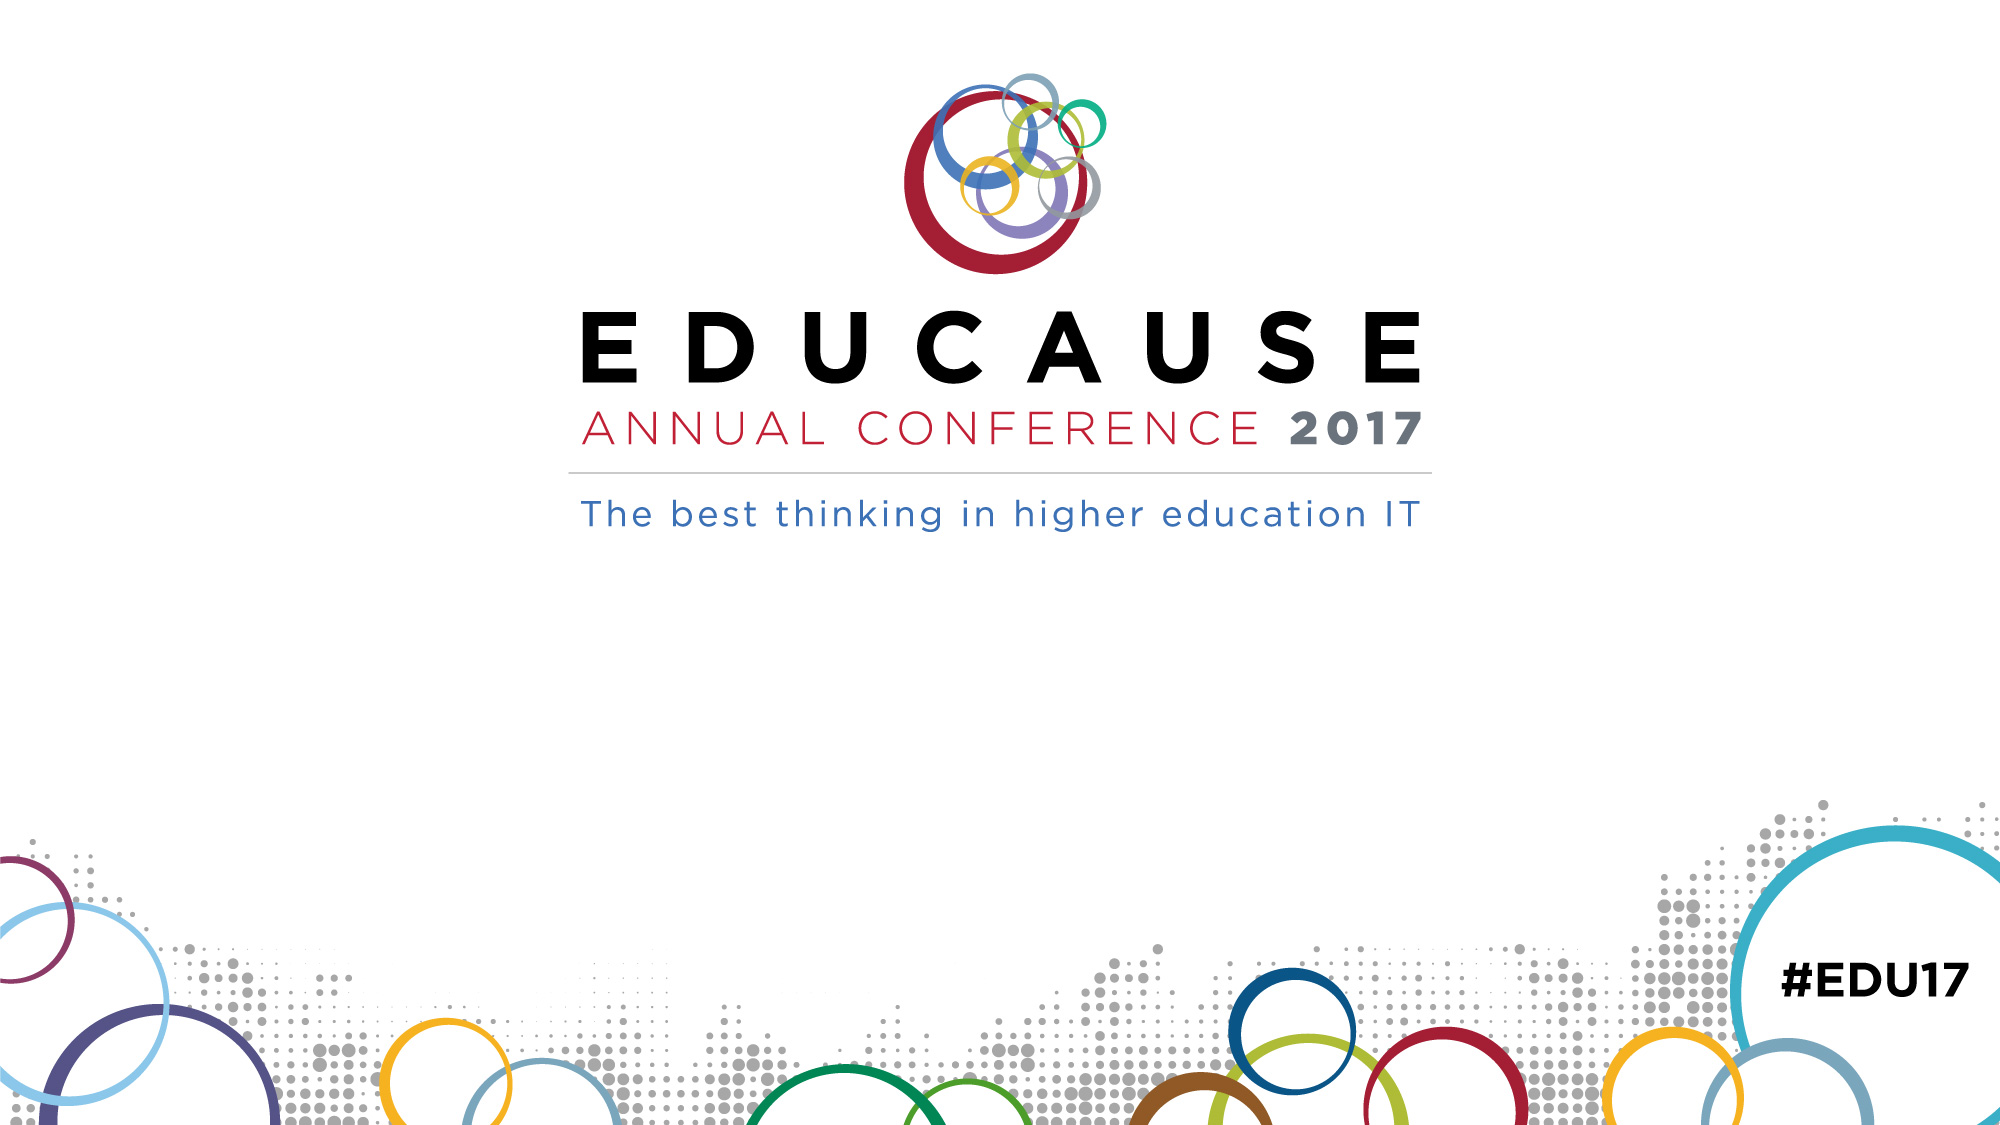 EDUCAUSE
ANNUAL CONFERENCE 2017
The best thinking in higher education IT
#EDU17